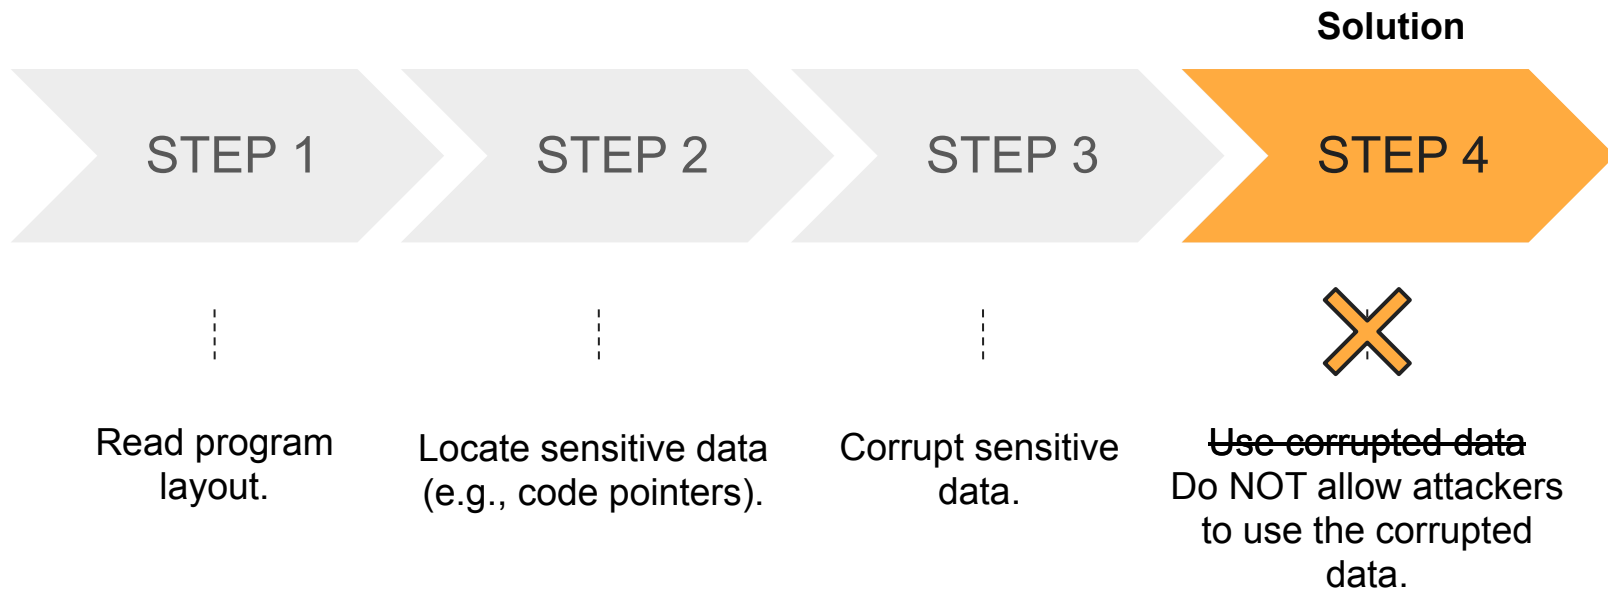 Solution
STEP 1
STEP 2
STEP 3
STEP 4
Read program
layout.
Locate sensitive data
(e.g., code pointers).
Corrupt sensitive
data.
Use corrupted data
Do NOT allow attackers
to use the corrupted
data.